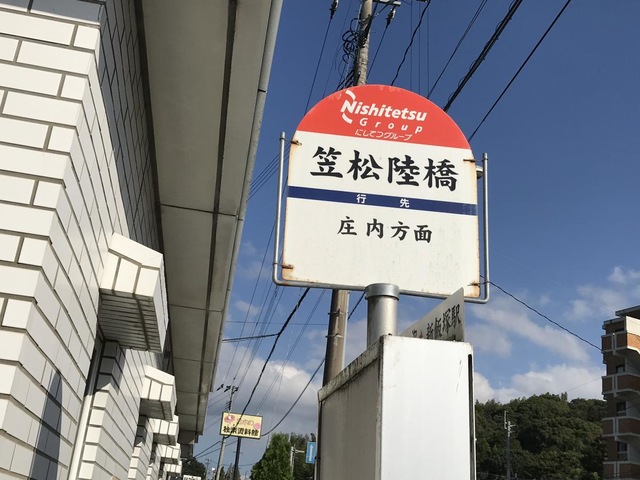 Nishitetsu
Group
にしてつグループ
笠松陸橋
行先
庄内方面
新飯塚駅